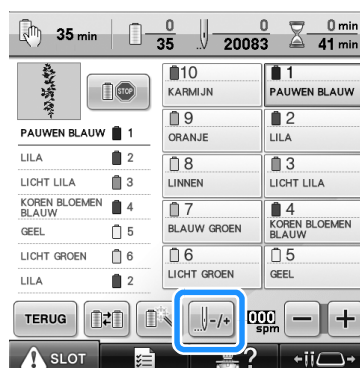 35 min
0
35
0
20083
0 min
41 min
STOP
PAUWEN BLAUW 1
LILA 2
LICHT LILA 3
KOREN BLOEMEN
BLAUW 4
GEEL 5
LICHT GROEN 6
LILA 2
10
KARMIJN
1
PAUWEN BLAUW
9
ORANJE
2
LILA
8
LINNEN
3
LICHT LILA
7
BLAUW GROEN
4
KOREN BLOEMEN
BLAUW
6
LICHT GROEN
5
GEEL
TERUG
-/+
spm
- +
SLOT
?